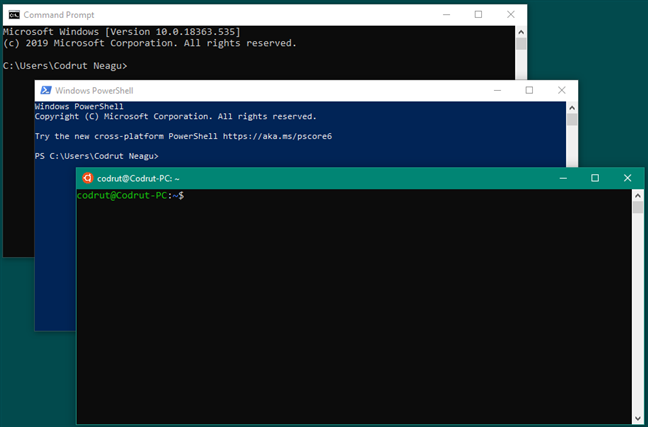 Command Prompt
Microsoft Windows [Version 10.0.18363.535]
(c) 2019 Microsoft Corporation. All rights reserved.
C:\Users\Codrut Neagu>
Windows PowerShell
Windows PowerShell
Copyright (C) Microsoft Corporation. All rights reserved.
Try the new cross-platform PowerShell https://aka.ms/pscore6
PS C:\Users\Codrut Neagu>
codrut@Codrut-PC: ~
codrut@Codrut-PC:~$